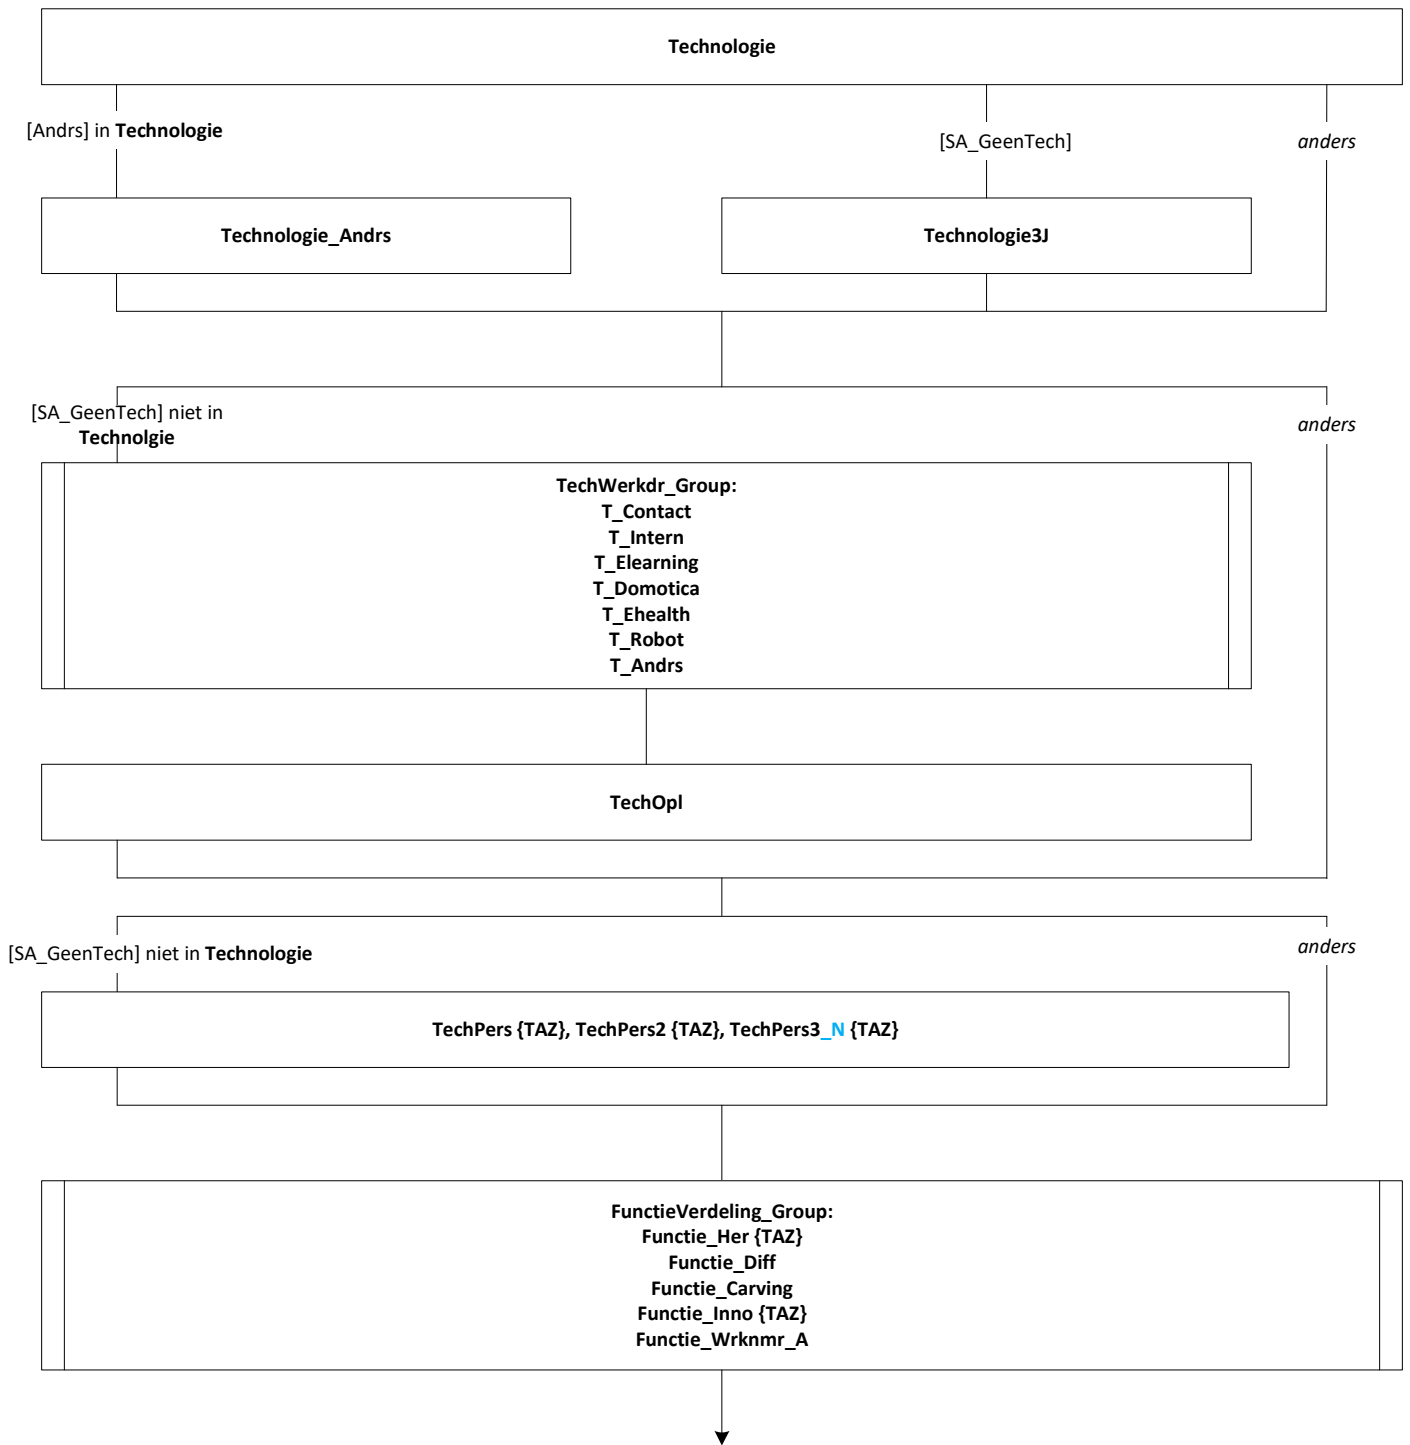 Technologie
[Andrs] in Technologie
[SA_GeenTech]
anders
Technologie_Andrs
Technologie3J
[SA_GeenTech] niet in
Technolgie
anders
TechWerkdr_Group:
T_Contact
T_Intern
T_Elearning
T_Domotica
T_Ehealth
T_Robot
T_Andrs
TechOpl
[SA_GeenTech] niet in Technologie
anders
TechPers {TAZ}, TechPers2 {TAZ}, TechPers3_N {TAZ}
FunctieVerdeling_Group:
Functie_Her {TAZ}
Functie_Diff
Functie_Carving
Functie_Inno {TAZ}
Functie_Wrknmr_A